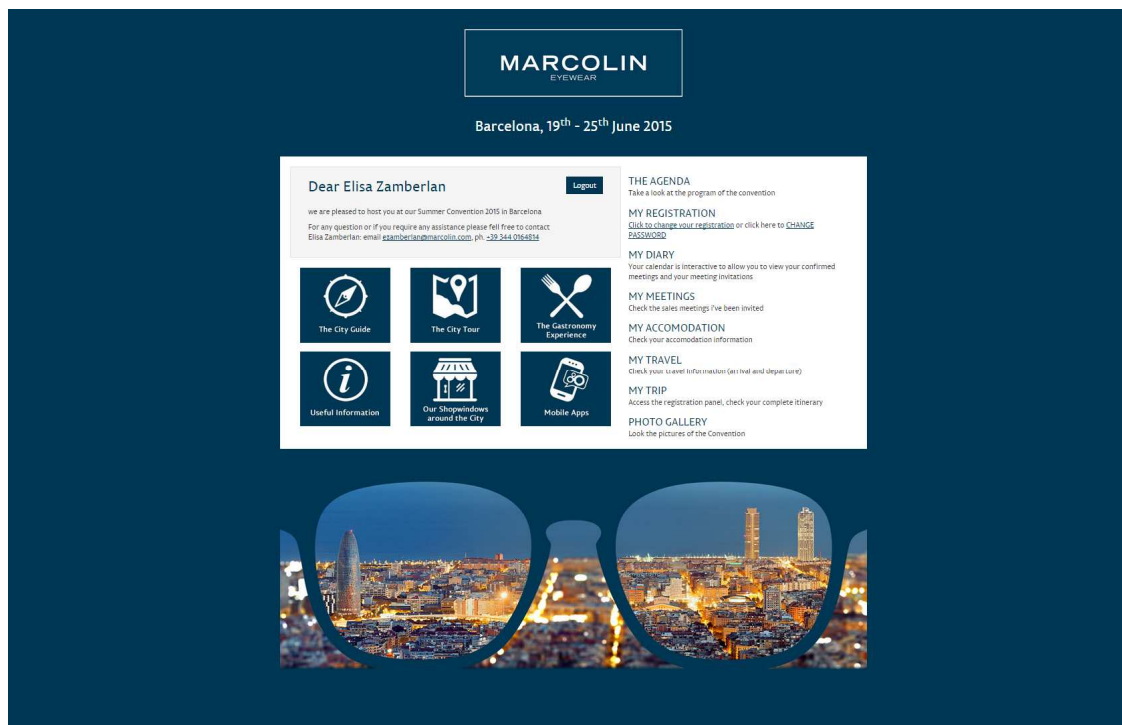 MARCOLIN
EYEWEAR
Barcelona, 19th - 25th June 2015
Dear Elisa Zamberlan
Logout
we are pleased to host you at our Summer Convention 2015 in Barcelona
For any question or if you require any assistance please fell free to contact
Elisa Zamberlan: email ezamberlan@marcolin.com, ph. +39 344 0164814
The City Guide
The City Tour
The Gastronomy
Experience
Useful Information
Our Shopwindows
around the City
Mobile Apps
THE AGENDA
Take a look at the program of the convention
MY REGISTRATION
Click to change your registration or click here to CHANGE
PASSWORD
MY DIARY
Your calendar is interactive to allow you to view your confirmed
meetings and your meeting invitations
MY MEETINGS
Check the sales meetings i've been invited
MY ACCOMODATION
Check your accomodation information
MY TRAVEL
Check your travel information (arrival and departure)
MY TRIP
Access the registration panel, check your complete itinerary
PHOTO GALLERY
Look the pictures of the Convention